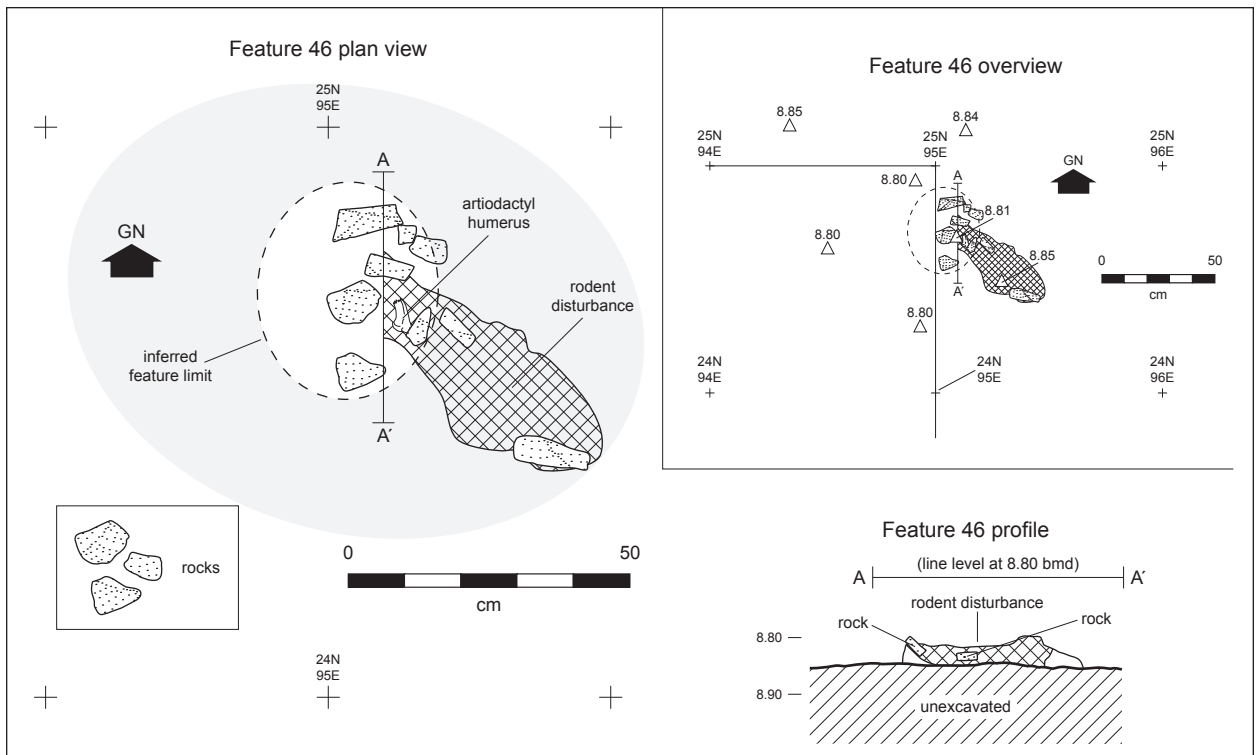 Feature 46 plan view
25N
95E
A
artiodactyl
humerus
GN
rodent
disturbance
inferred
feature limit
A´
rocks
0
50
cm
24N
95E
Feature 46 overview
8.85
8.84
25N
94E
25N
95E
25N
96E
8.80
A
GN
8.81
8.80
8.85
0
50
cm
A´
8.80
24N
94E
24N
95E
24N
96E
Feature 46 profile
A
(line level at 8.80 bmd)
A´
rodent disturbance
rock
rock
8.80
8.90
unexcavated